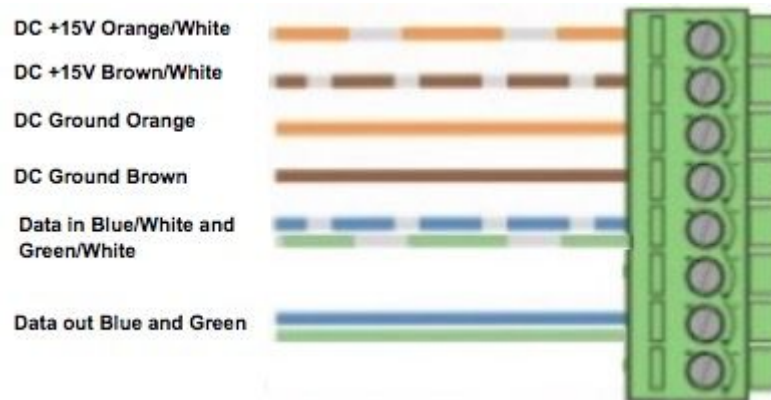 DC +15V Orange/White
DC +15V Brown/White
DC Ground Orange
DC Ground Brown
Data in Blue/White and
Green/White
Data out Blue and Green